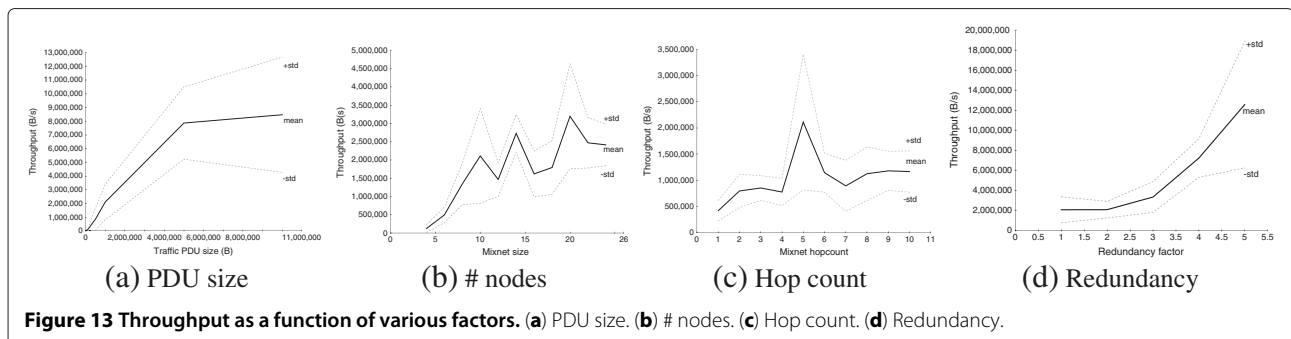 13,000,000
12,000,000
11,000,000
10,000,000
9,000,000
8,000,000
7,000,000
6,000,000
5,000,000
4,000,000
3,000,000
2,000,000
1,000,000
0
Throughput (B/s)
+std
mean
-std
0 2,000,000 4,000,000 6,000,000 8,000,000 11,000,000
Traffic PDU size (B)
(a) PDU size
5,000,000
4,500,000
4,000,000
3,500,000
3,000,000
2,500,000
2,000,000
1,500,000
1,000,000
500,000
0
Throughput (B(s)
+std
mean
-std
0 4 10 20 26
Mixnet size
(b) # nodes
3,500,000
3,000,000
2,500,000
2,000,000
1,500,000
1,000,000
500,000
0
Throughput (B/s)
+std
mean
-std
0 1 2 3 4 5 6 7 8 9 10 11
Mixnet hopcount
(c) Hop count
20,000,000
18,000,000
16,000,000
14,000,000
12,000,000
10,000,000
8,000,000
6,000,000
4,000,000
2,000,000
0
Throughput (B/s)
+std
mean
-std
0 0.5 1 1.5 2 2.5 3 3.5 4 4.5 5 5.5
Redundancy factor
(d) Redundancy
Figure 13 Throughput as a function of various factors. (a) PDU size. (b) # nodes. (c) Hop count. (d) Redundancy.